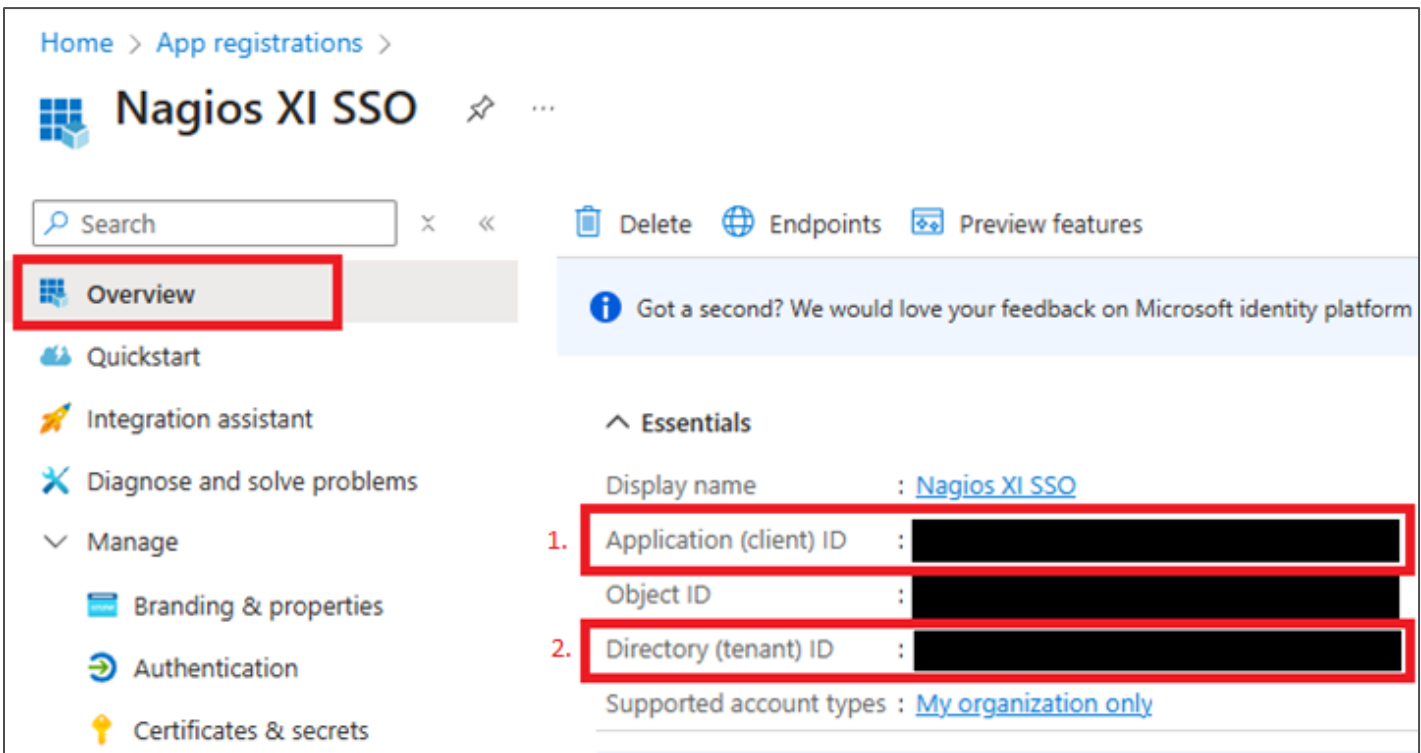 Home > App registrations >
Nagios XI SSO ...
Search
Delete Endpoints Preview features
Overview
Got a second? We would love your feedback on Microsoft identity platform
Quickstart
Integration assistant
Diagnose and solve problems
Manage
Branding & properties
Authentication
Certificates & secrets
Essentials
Display name : Nagios XI SSO
1. Application (client) ID :
Object ID :
2. Directory (tenant) ID :
Supported account types : My organization only